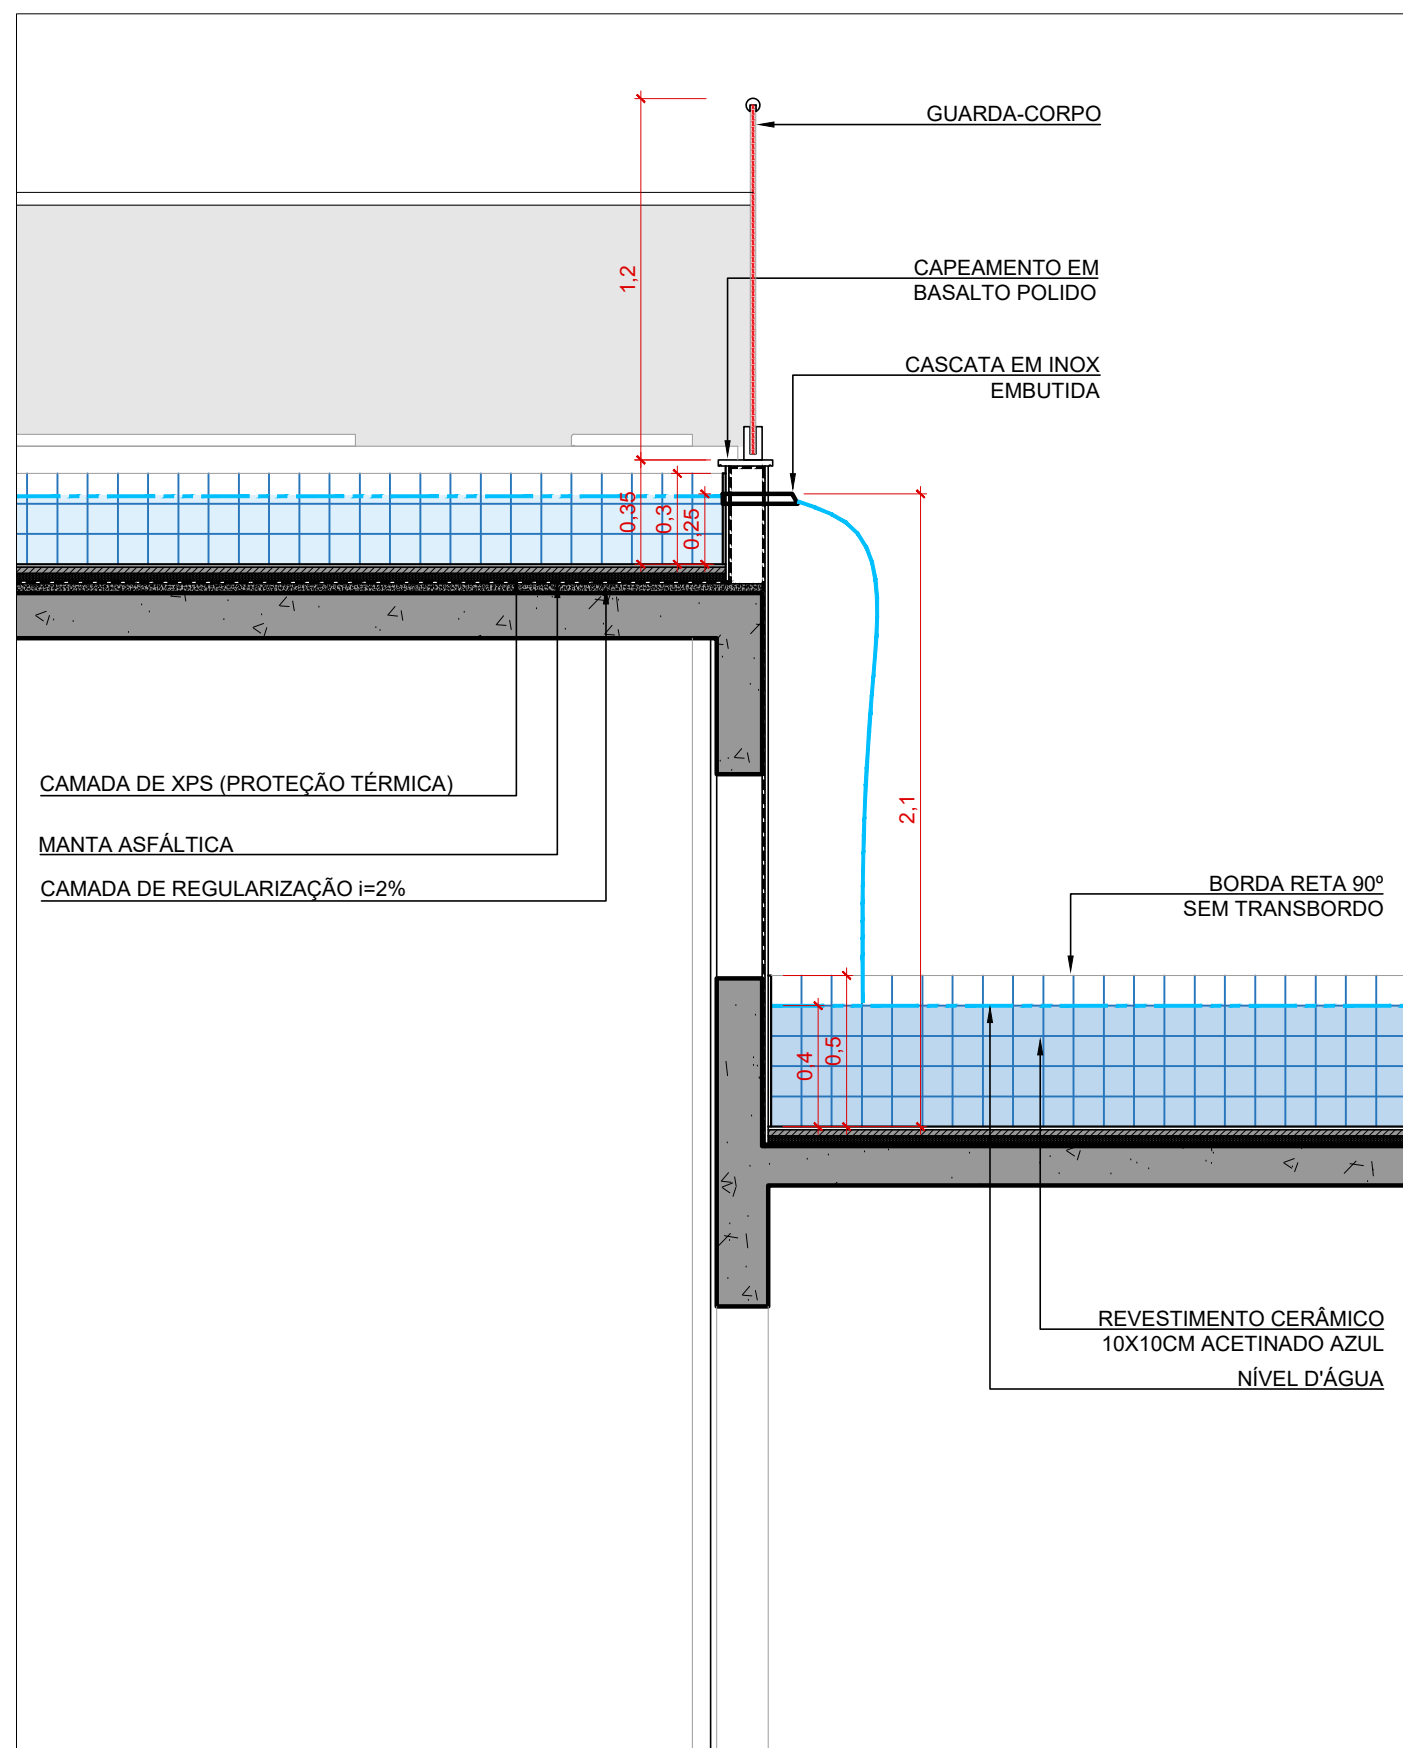 GUARDA-CORPO
1,2
CAPEAMENTO EM
BASALTO POLIDO
CASCATA EM INOX
EMBUTIDA
0,35
0,3
0,25
CAMADA DE XPS (PROTEÇÃO TÉRMICA)
2,1
MANTA ASFÁLTICA
CAMADA DE REGULARIZAÇÃO i=2%
BORDA RETA 90º
SEM TRANSBORDO
0,4
0,5
REVESTIMENTO CERÂMICO
10X10CM ACETINADO AZUL
NÍVEL D'ÁGUA